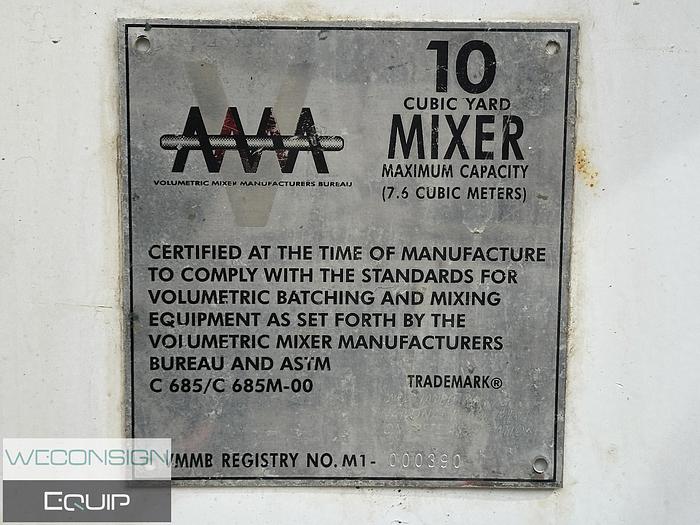 10
CUBIC YARD
MIXER
MAXIMUM CAPACITY
(7.6 CUBIC METERS)
VOLUMETRIC MIXER MANUFACTURERS BUREAU
CERTIFIED AT THE TIME OF MANUFACTURE
TO COMPLY WITH THE STANDARDS FOR
VOLUMETRIC BATCHING AND MIXING
EQUIPMENT AS SET FORTH BY THE
VOLUMETRIC MIXER MANUFACTURERS
BUREAU AND ASTM
C 685/C 685M-00
TRADEMARK®
VMMB REGISTRY NO. M1- 000390
WECONSIGN
EQUIP